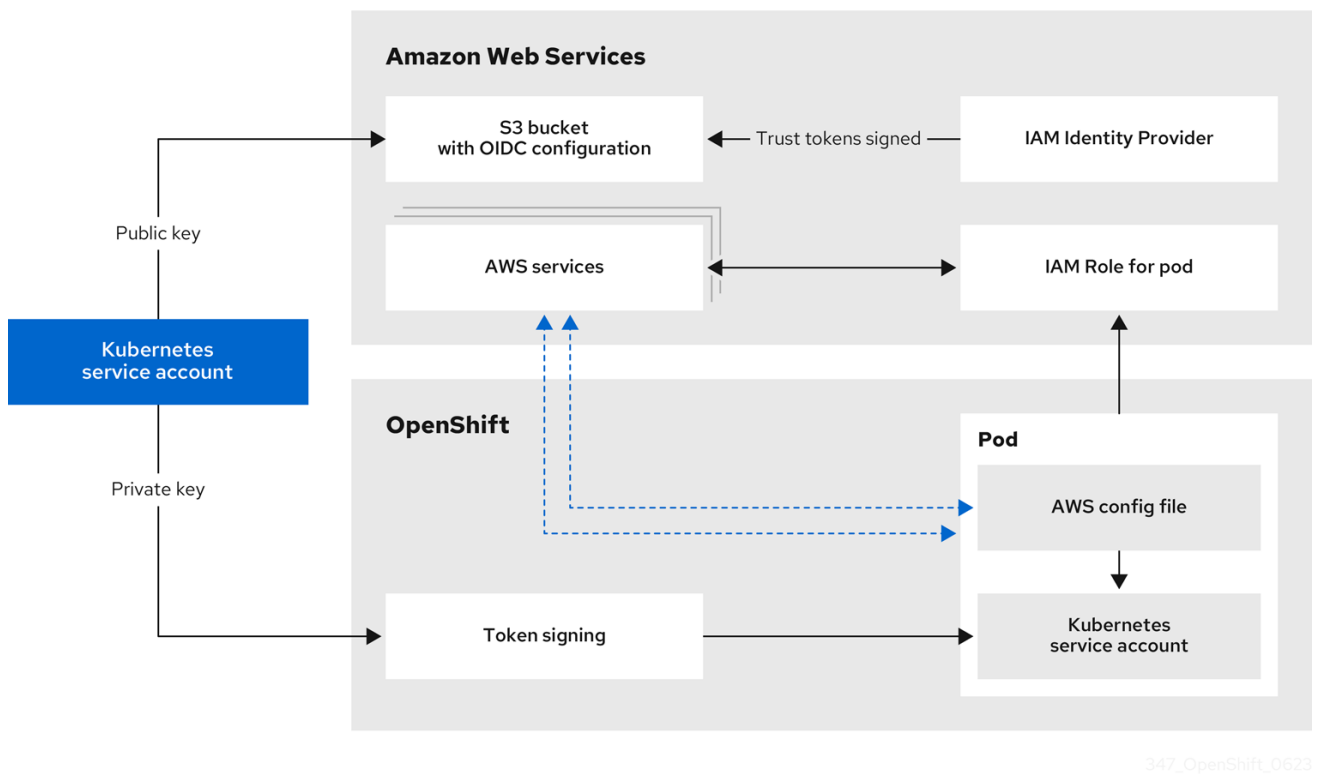 Amazon Web Services
S3 bucket
with OIDC configuration
Trust tokens signed
IAM Identity Provider
Public key
AWS services
IAM Role for pod
Kubernetes
service account
OpenShift
Pod
Private key
AWS config file
Token signing
Kubernetes
service account
347_OpenShift_0623